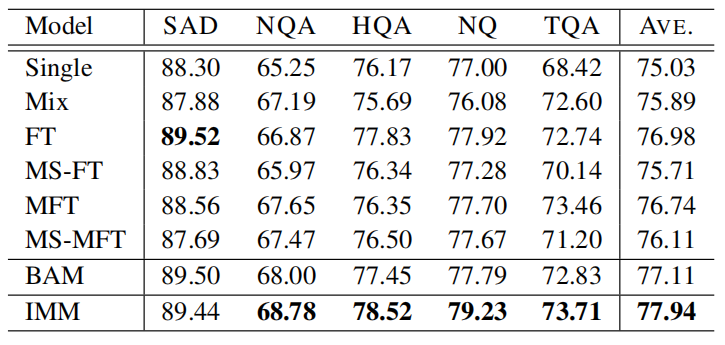 Model SAD NQA HQA NQ TQA AVE.
Single 88.30 65.25 76.17 77.00 68.42 75.03
Mix 87.88 67.19 75.69 76.08 72.60 75.89
FT 89.52 66.87 77.83 77.92 72.74 76.98
MS-FT 88.83 65.97 76.34 77.28 70.14 75.71
MFT 88.56 67.65 76.35 77.70 73.46 76.74
MS-MFT 87.69 67.47 76.50 77.67 71.20 76.11
BAM 89.50 68.00 77.45 77.79 72.83 77.11
IMM 89.44 68.78 78.52 79.23 73.71 77.94